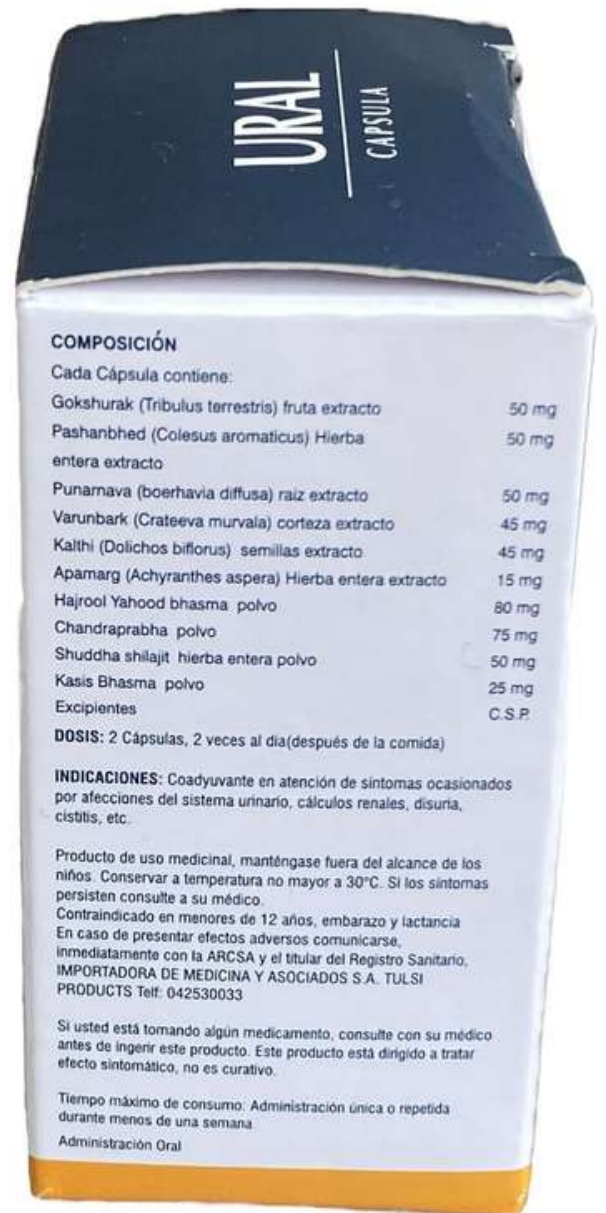 URAL
CAPSULA
COMPOSICIÓN
Cada Cápsula contiene:
Gokshurak (Tribulus terrestris) fruta extracto 50 mg
Pashanbhed (Colesus aromaticus) Hierba 50 mg
entera extracto
Punarnava (boerhavia diffusa) raíz extracto 50 mg
Varunbark (Crateeva murvala) corteza extracto 45 mg
Kalthi (Dolichos biflorus) semillas extracto 45 mg
Apamarg (Achyranthes aspera) Hierba entera extracto 15 mg
Hajrool Yahood bhasma polvo 80 mg
Chandraprabha polvo 75 mg
Shuddha shilajit hierba entera polvo 50 mg
Kasis Bhasma polvo 25 mg
Excipientes C.S.P.
DOSIS: 2 Cápsulas, 2 veces al día(después de la comida)
INDICACIONES: Coadyuvante en atención de síntomas ocasionados
por afecciones del sistema urinario, cálculos renales, disuria,
cistitis, etc.
Producto de uso medicinal, manténgase fuera del alcance de los
niños. Conservar a temperatura no mayor a 30°C. Si los síntomas
persisten consulte a su médico.
Contraindicado en menores de 12 años, embarazo y lactancia
En caso de presentar efectos adversos comunicarse,
inmediatamente con la ARCSA y el titular del Registro Sanitario,
IMPORTADORA DE MEDICINA Y ASOCIADOS S.A. TULSI
PRODUCTS Telf: 042530033
Si usted está tomando algún medicamento, consulte con su médico
antes de ingerir este producto. Este producto está dirigido a tratar
efecto sintomático, no es curativo.
Tiempo máximo de consumo: Administración única o repetida
durante menos de una semana
Administración Oral